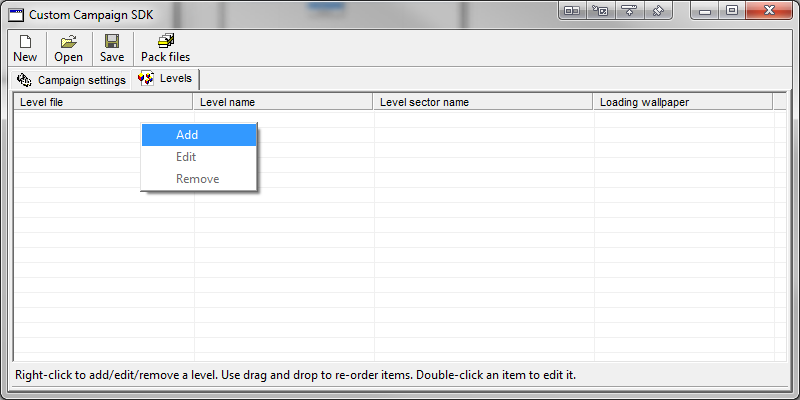 Custom Campaign SDK
New Open Save Pack files
Campaign settings Levels
Level file Level name Level sector name Loading wallpaper
Add
Edit
Remove
Right-click to add/edit/remove a level. Use drag and drop to re-order items. Double-click an item to edit it.